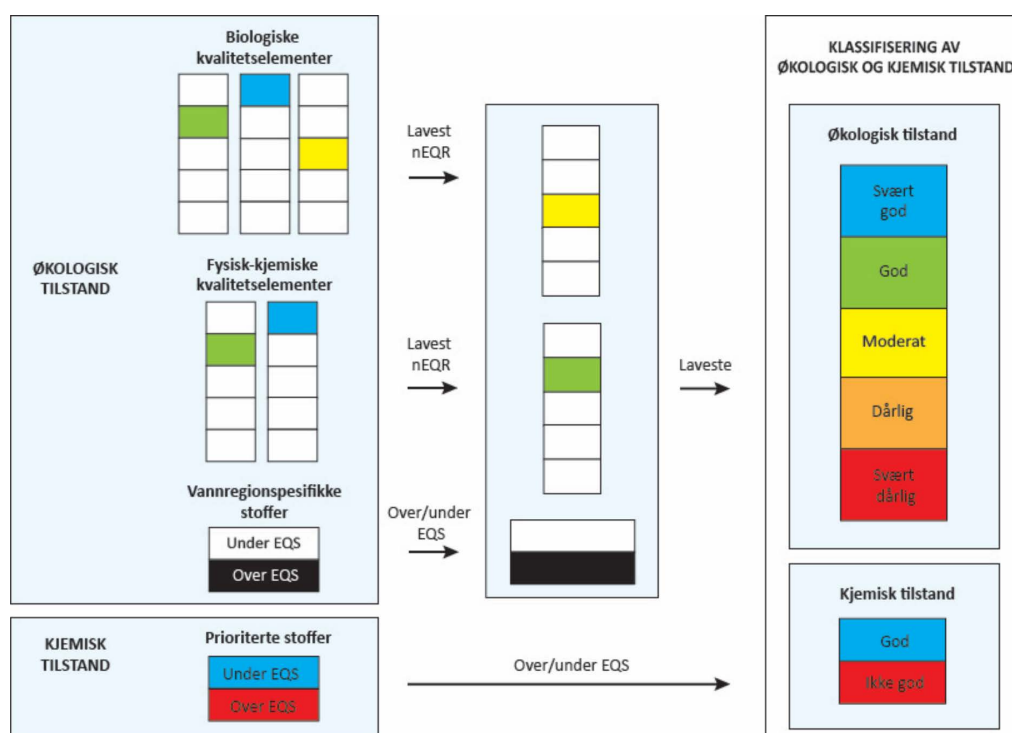 Biologiske
kvalitetselementer
ØKOLOGISK
TILSTAND
Fysisk-kjemiske
kvalitetselementer
Vannregionspesifikke
stoffer
Under EQS
Over EQS
Lavest
nEQR
Lavest
nEQR
Over/under
EQS
Laveste
KLASSIFISERING AV
ØKOLOGISK OG KJEMISK TILSTAND
Økologisk tilstand
Svært
god
God
Moderat
Dårlig
Svært
dårlig
KJEMISK
TILSTAND
Prioriterte stoffer
Under EQS
Over EQS
Over/under EQS
Kjemisk tilstand
God
Ikke god